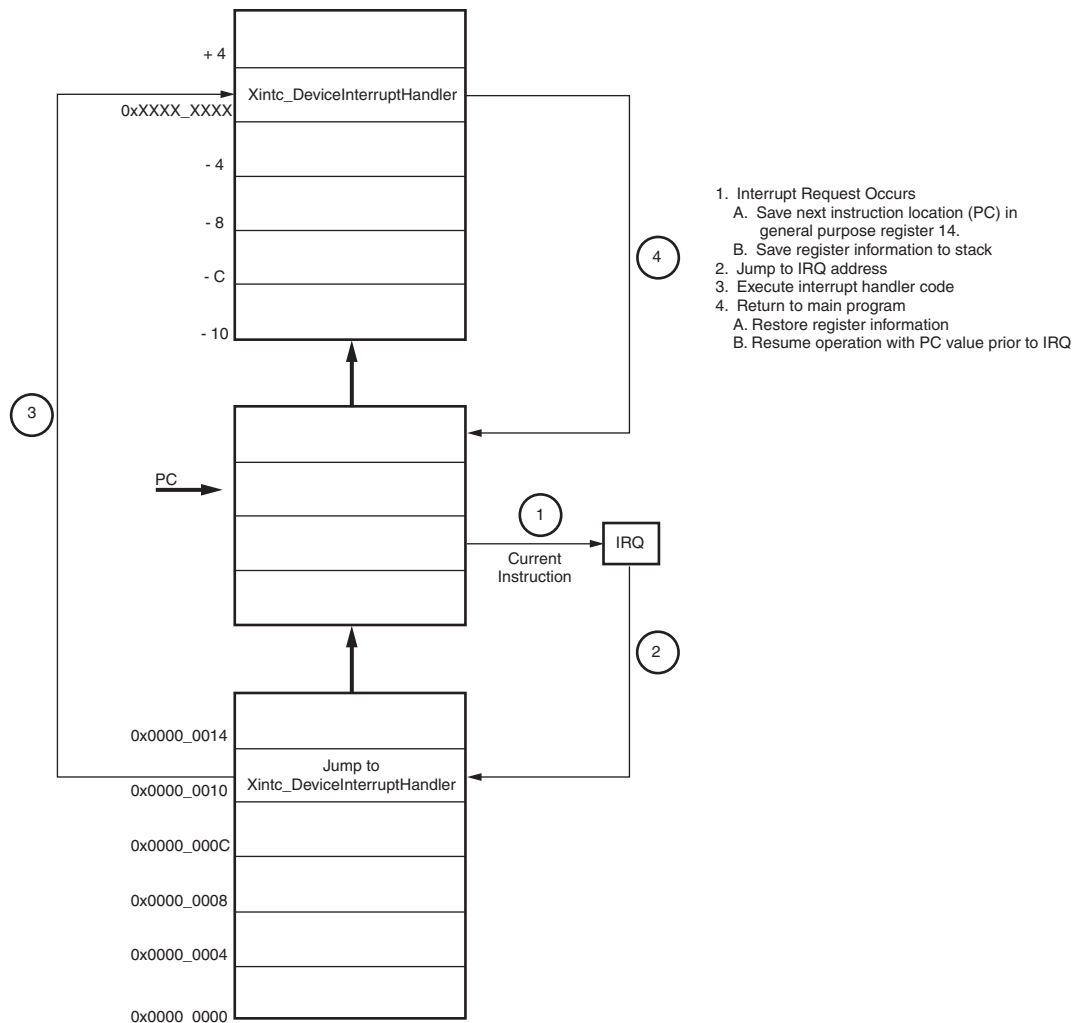 + 4
Xintc_DeviceInterruptHandler
0xXXXX_XXXX
- 4
- 8
- C
- 10
4
1. Interrupt Request Occurs
A. Save next instruction location (PC) in
general purpose register 14.
B. Save register information to stack
2. Jump to IRQ address
3. Execute interrupt handler code
4. Return to main program
A. Restore register information
B. Resume operation with PC value prior to IRQ
3
PC
1
Current
Instruction
IRQ
2
0x0000_0014
Jump to
Xintc_DeviceInterruptHandler
0x0000_0010
0x0000_000C
0x0000_0008
0x0000_0004
0x0000_0000